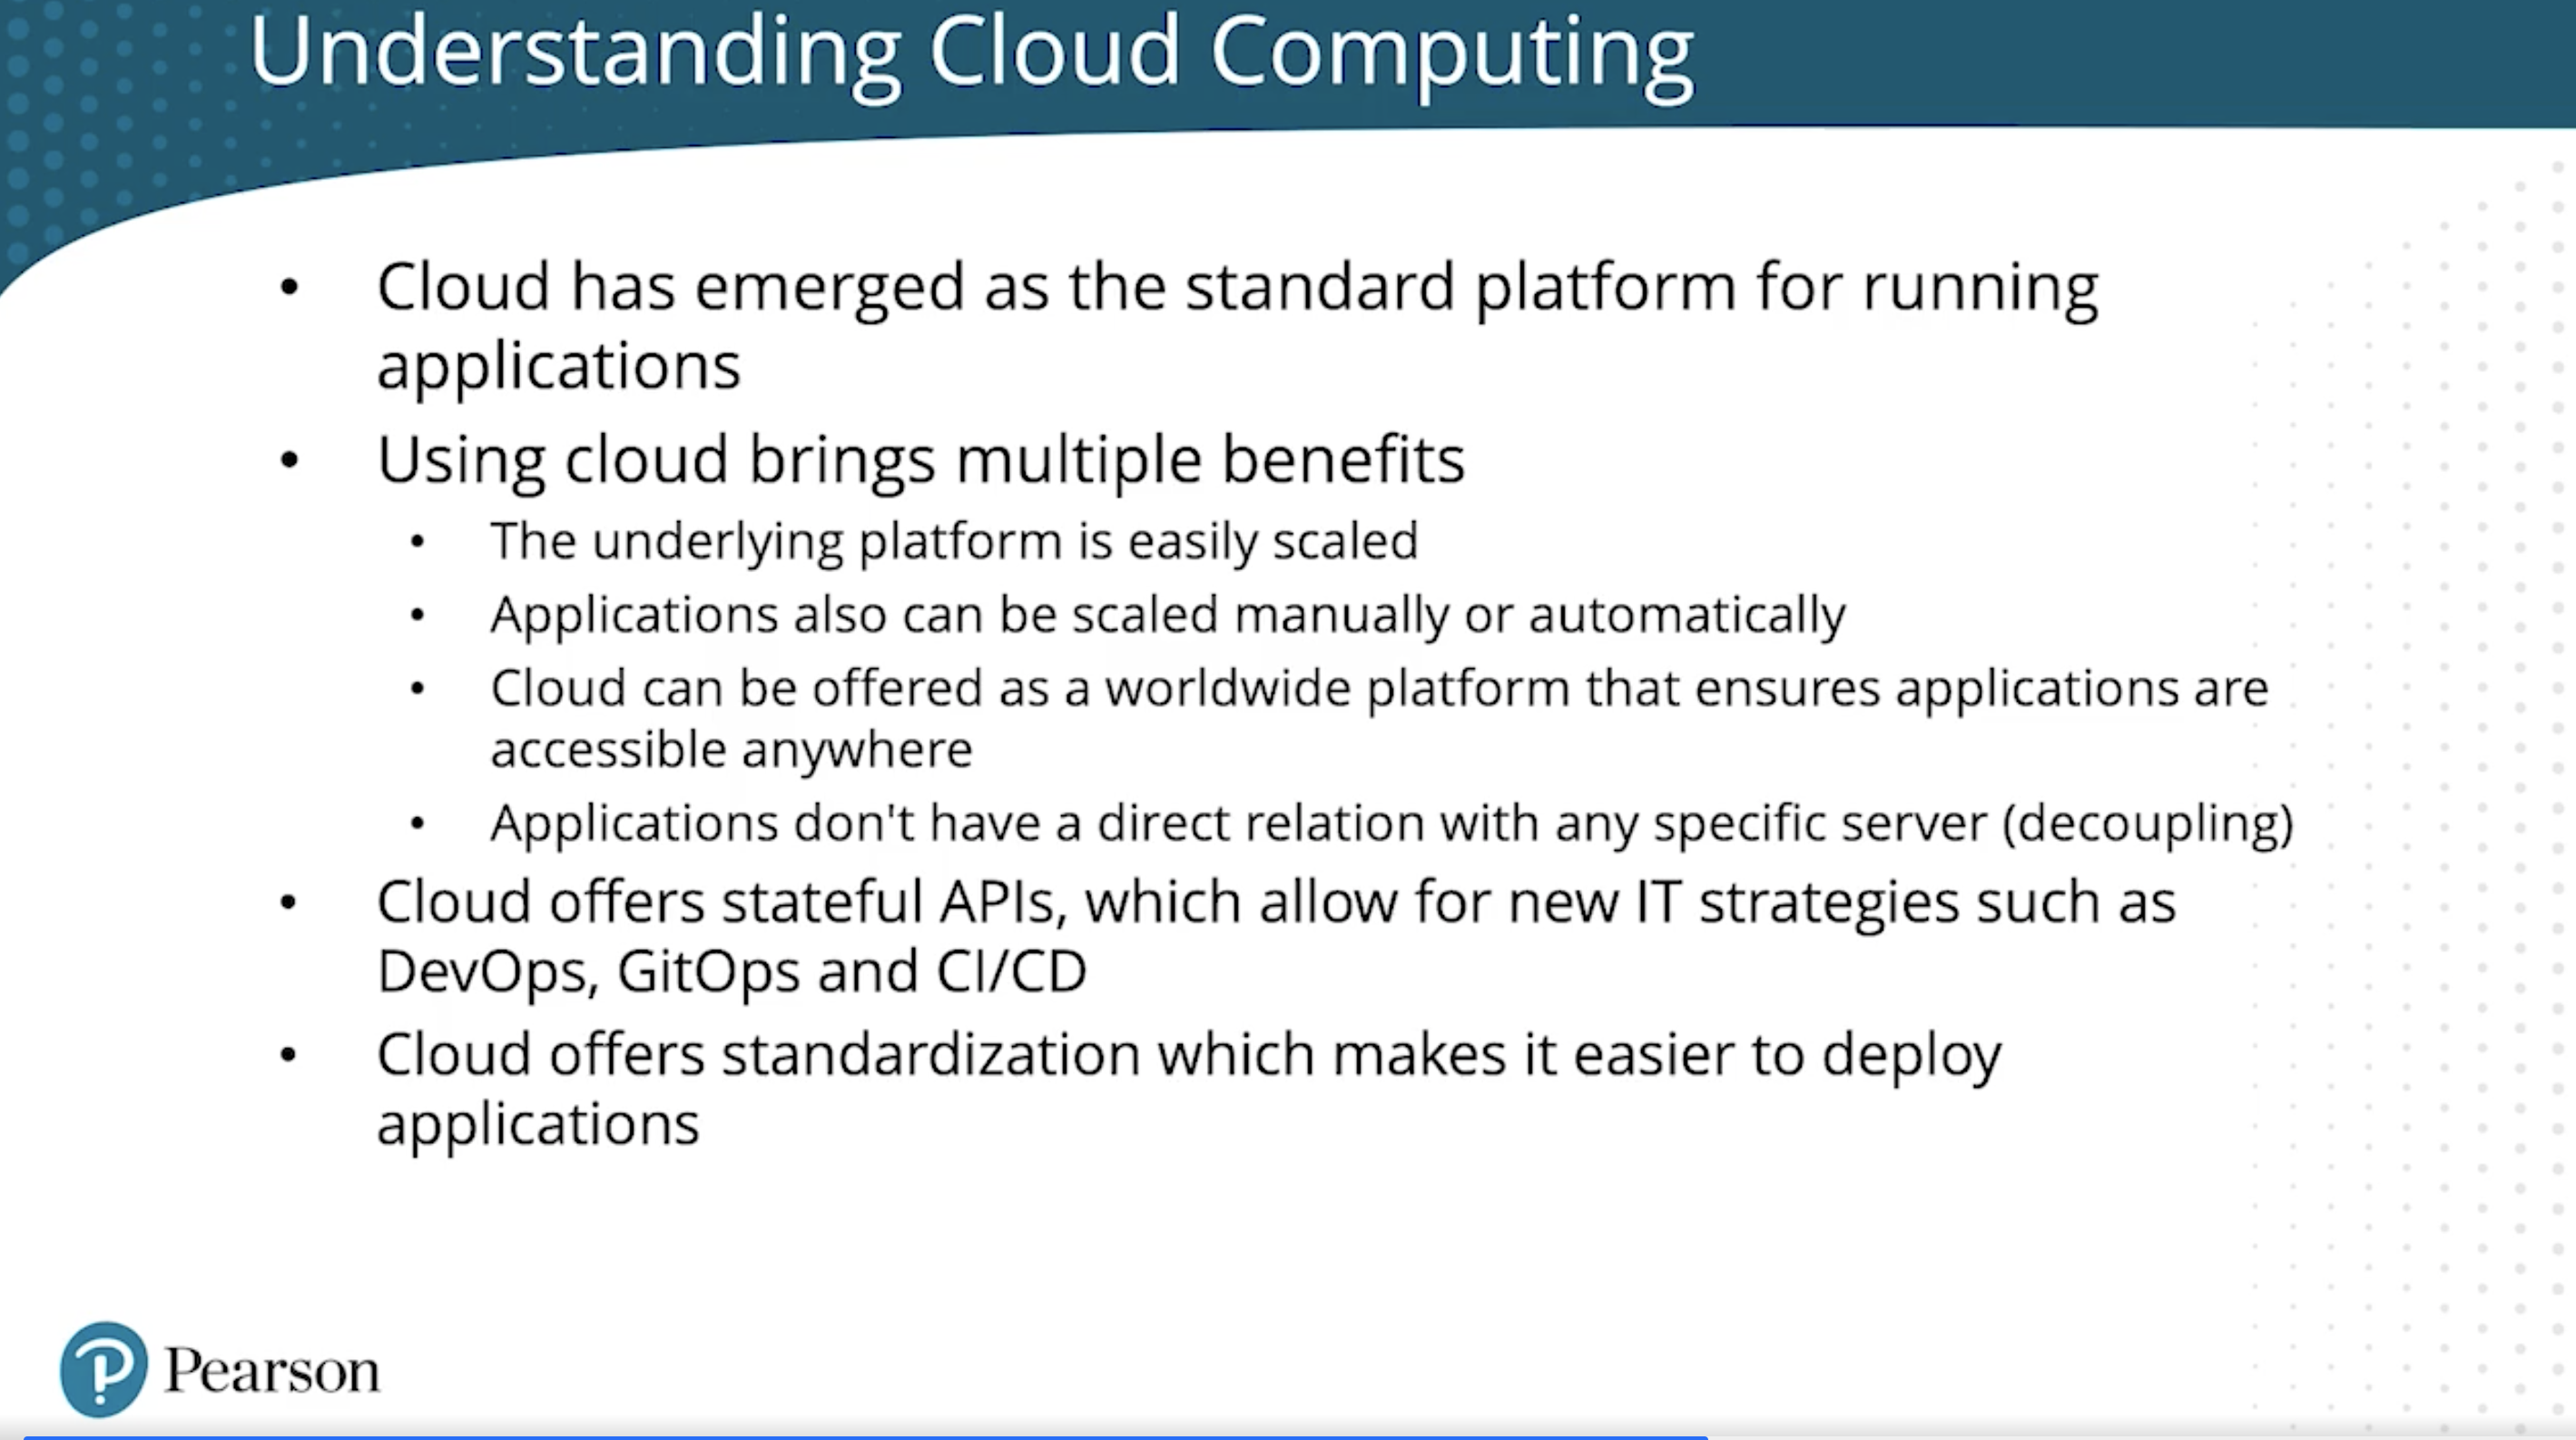 Understanding Cloud Computing
• Cloud has emerged as the standard platform for running
applications
• Using cloud brings multiple benefits
• The underlying platform is easily scaled
• Applications also can be scaled manually or automatically
• Cloud can be offered as a worldwide platform that ensures applications are
accessible anywhere
• Applications don't have a direct relation with any specific server (decoupling)
• Cloud offers stateful APIs, which allow for new IT strategies such as
DevOps, GitOps and CI/CD
• Cloud offers standardization which makes it easier to deploy
applications
Pearson